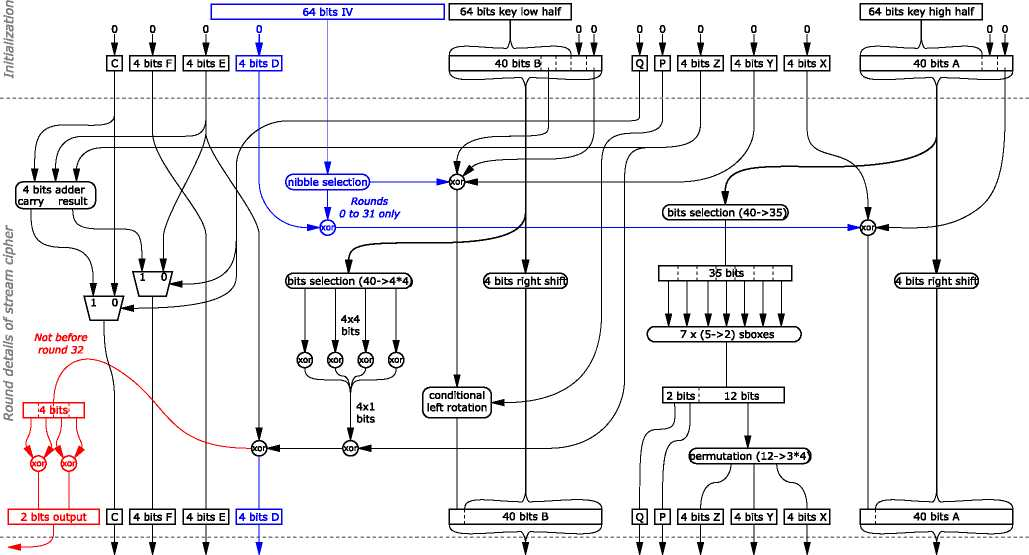 Initialization
64 bits IV
64 bits key low half
64 bits key high half
0 0 0 0 0 0 0 0 0 0 0 0 0
C 4 bits F 4 bits E 4 bits D 40 bits B Q P 4 bits Z 4 bits Y 4 bits X 40 bits A
Round details of stream cipher
4 bits adder
carry result
nibble selection
xor
Rounds
0 to 31 only
xor
bits selection (40->35)
xor
1 0
bits selection (40->4*4)
4 bits right shift
35 bits
4 bits right shift
1 0
4x4
bits
7 x (5->2) sboxes
Not before
round 32
xor xor xor xor
conditional
left rotation
2 bits 12 bits
4 bits
4x1
bits
xor xor
permutation (12->3*4)
xor xor
2 bits output C 4 bits F 4 bits E 4 bits D 40 bits B Q P 4 bits Z 4 bits Y 4 bits X 40 bits A